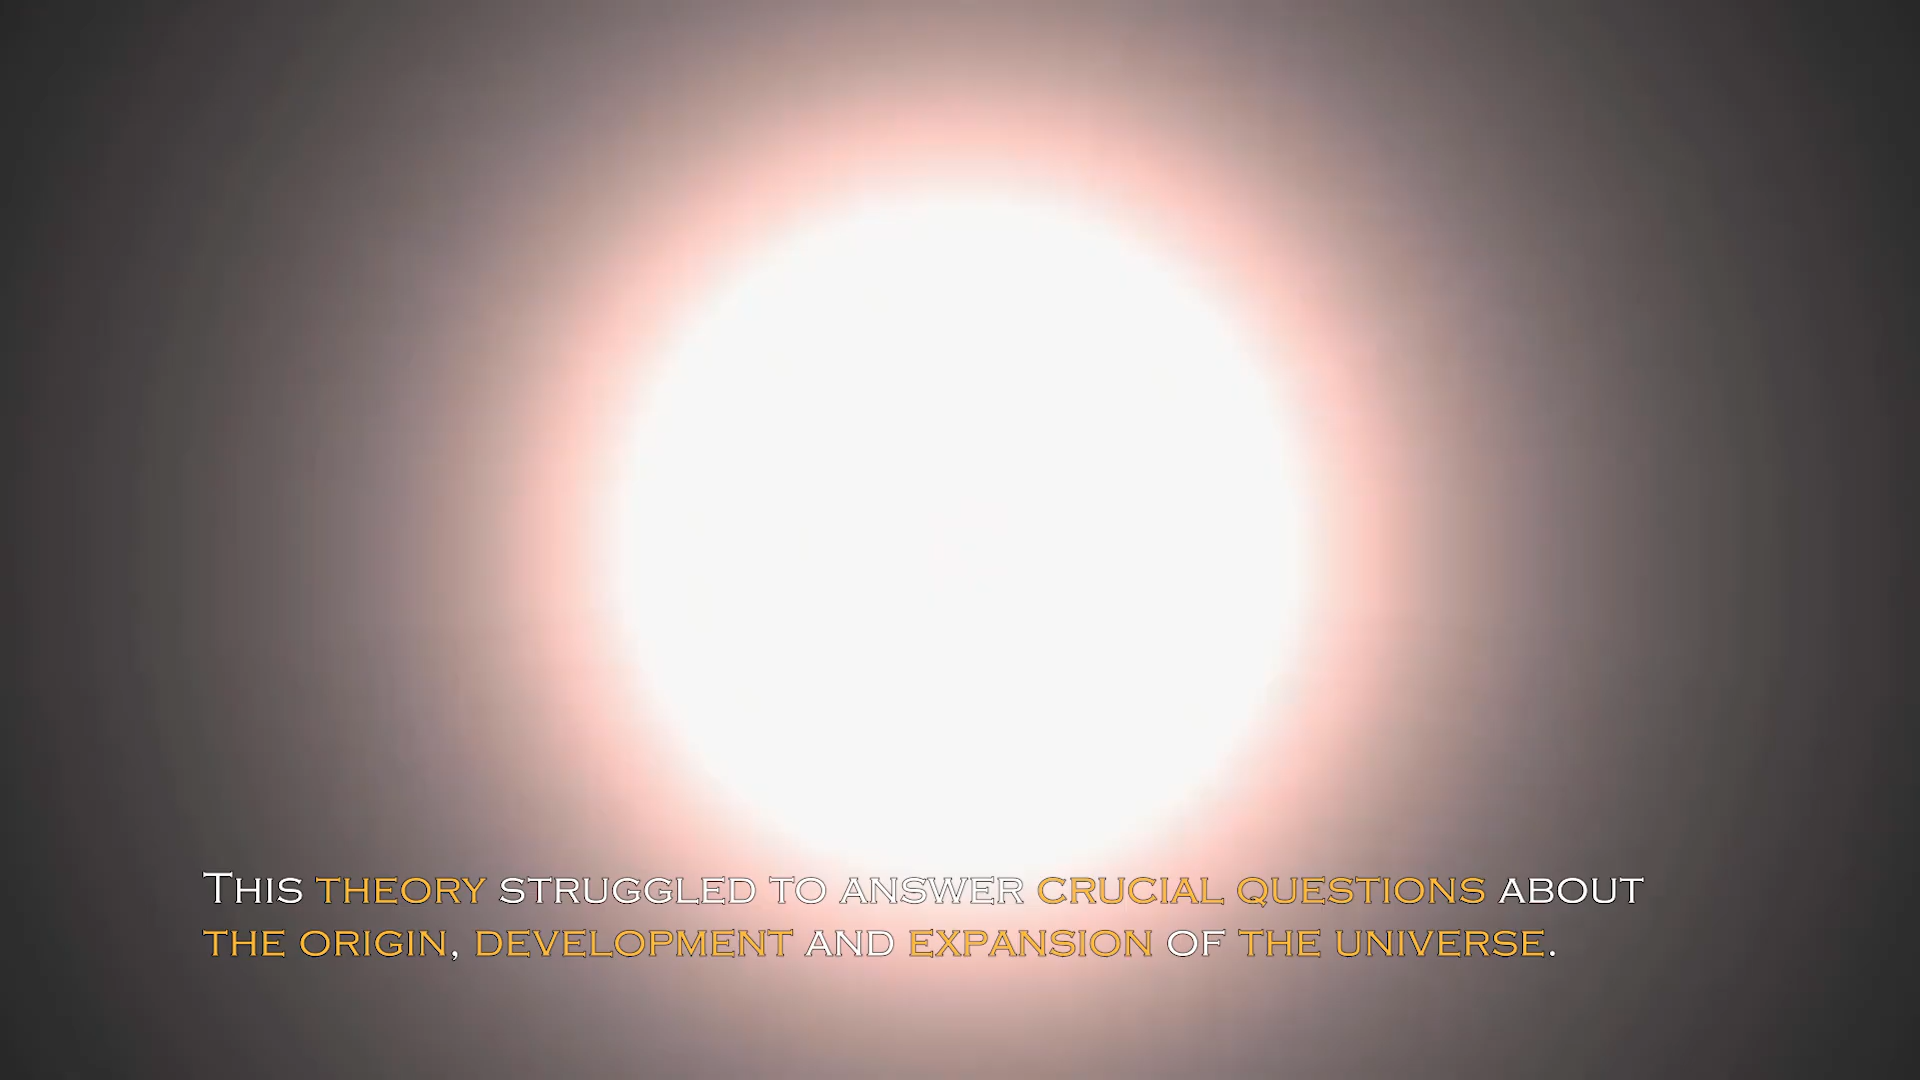 This theory struggled to answer crucial questions about
the origin, development and expansion of the universe.